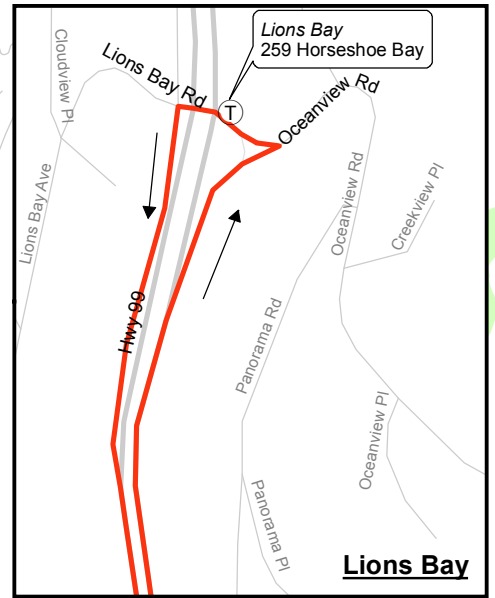 Lions Bay
259 Horseshoe Bay
Cloudview Pl
Lions Bay Rd
T
Oceanview Rd
Lions Bay Ave
Oceanview Rd
Creekview Pl
Hwy 99
Panorama Rd
Oceanview Pl
Panorama Pl
Lions Bay